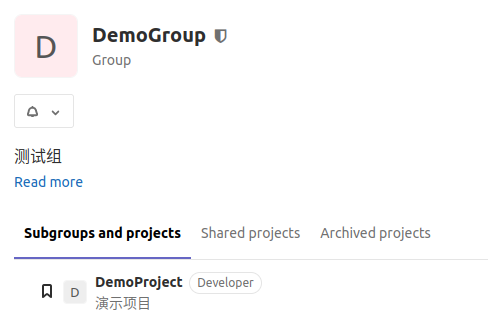 D
DemoGroup
Group
测试组
Read more
Subgroups and projects Shared projects Archived projects
D DemoProject Developer
演示项目